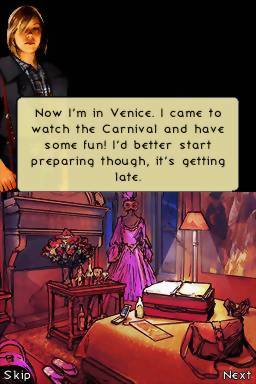 Now I'm in Venice. I came to
watch the Carnival and have
some fun! I'd better start
preparing though, it's getting
late.
Skip
Next